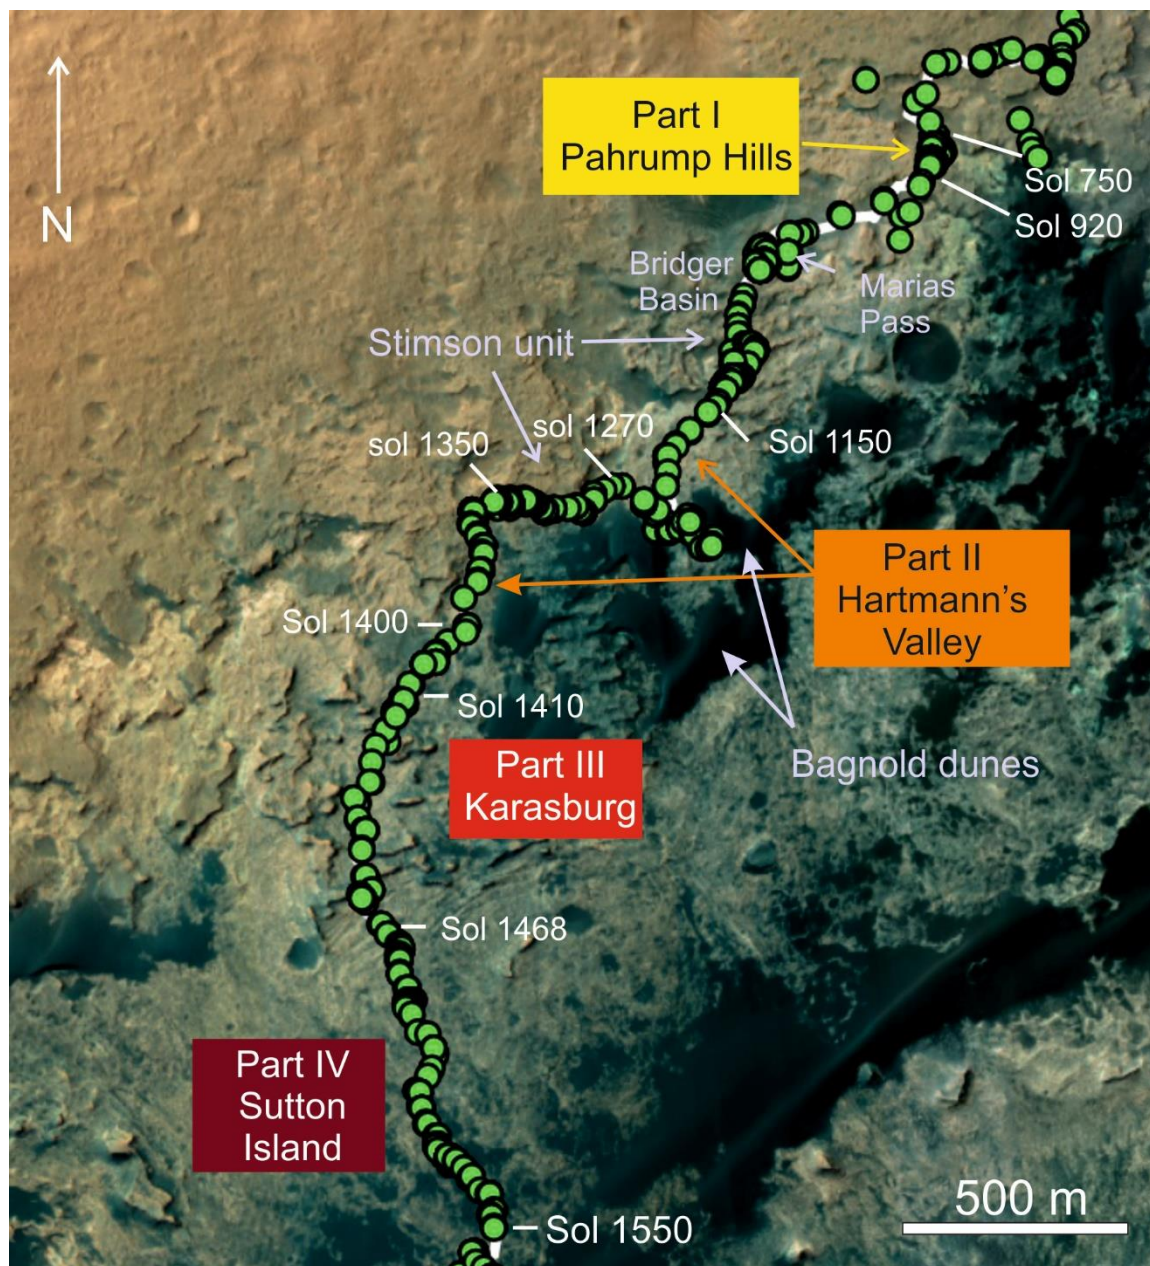 Part I
Pahrump Hills
N
Sol 750
Sol 920
Bridger
Basin
Marias
Pass
Stimson unit
sol 1270
sol 1350
Sol 1150
Part II
Hartmann’s
Valley
Sol 1400
Sol 1410
Part III
Karasburg
Bagnold dunes
Sol 1468
Part IV
Sutton
Island
500 m
Sol 1550